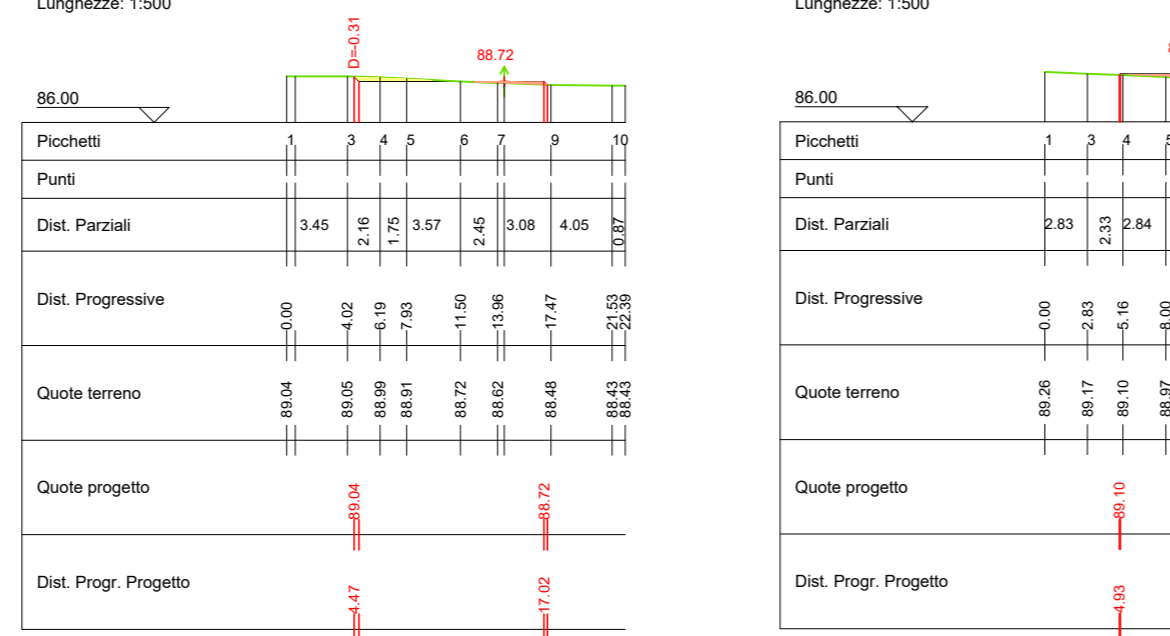 Lunghezze: 1:500
D=-0.31
88.72
86.00
Picchetti 1 3 4 5 6 7 9 10
Punti
Dist. Parziali 3.45 2.16 1.75 3.57 2.45 3.08 4.05 0.87
Dist. Progressive 0.00 4.02 6.19 7.93 11.50 13.96 17.47 21.53 22.39
Quote terreno 89.04 89.05 88.99 88.91 88.72 88.62 88.48 88.43 88.43
Quote progetto 89.04 88.72
Dist. Progr. Progetto 4.47 17.02
Lunghezze: 1:500
86.00
Picchetti 1 3 4 5
Punti
Dist. Parziali 2.83 2.33 2.84
Dist. Progressive 0.00 2.83 5.16 8.00
Quote terreno 89.26 89.17 89.10 88.97
Quote progetto 89.10
Dist. Progr. Progetto 4.93